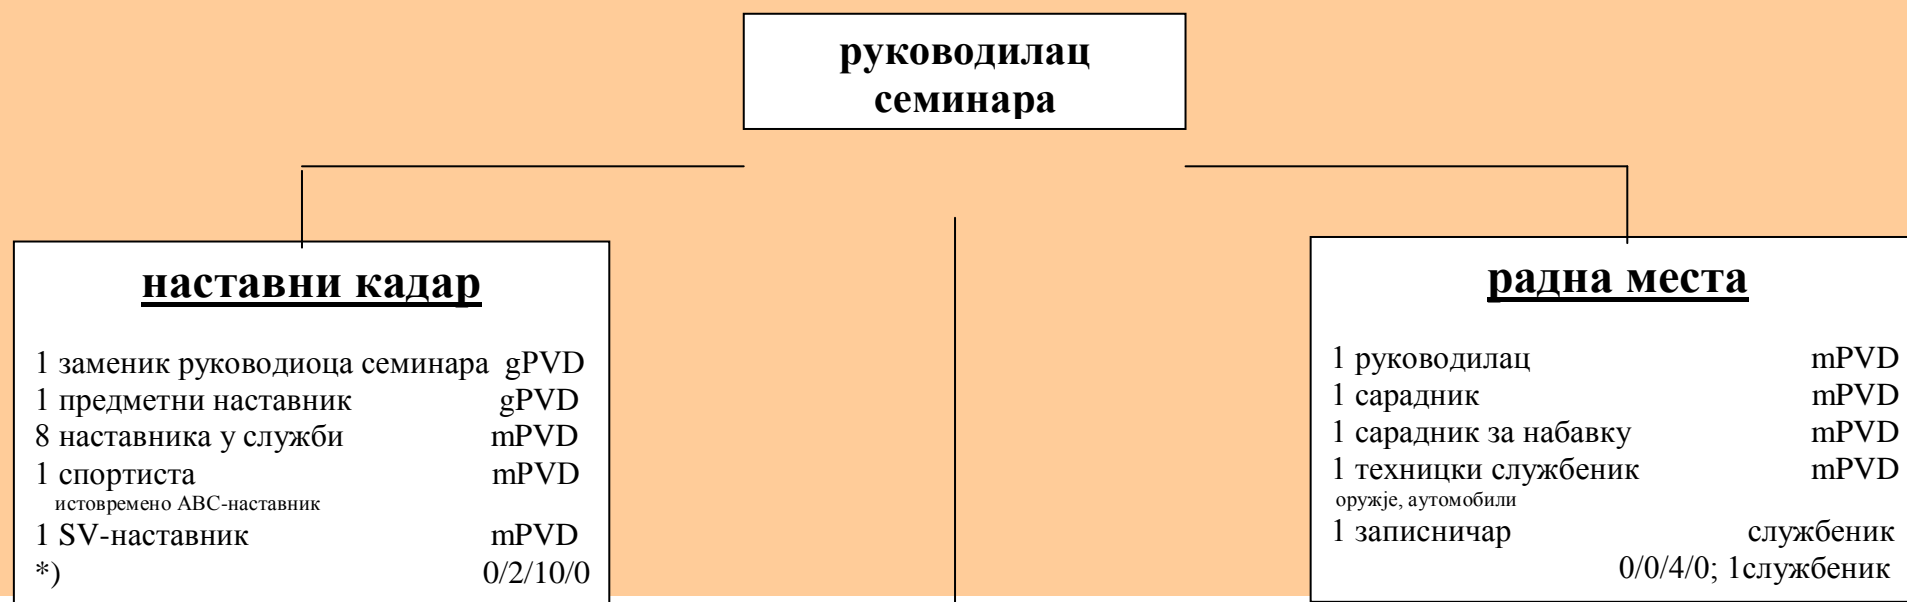 руководилац
семинара
наставни кадар
1 заменик руководиоца семинара gPVD
1 предметни наставник gPVD
8 наставника у служби mPVD
1 спортиста mPVD
истовремено АВС-наставник
1 SV-наставник mPVD
*) 0/2/10/0
радна места
1 руководилац mPVD
1 сарадник mPVD
1 сарадник за набавку mPVD
1 техницки службеник mPVD
оружје, аутомобили
1 записничар службеник
0/0/4/0; 1службеник